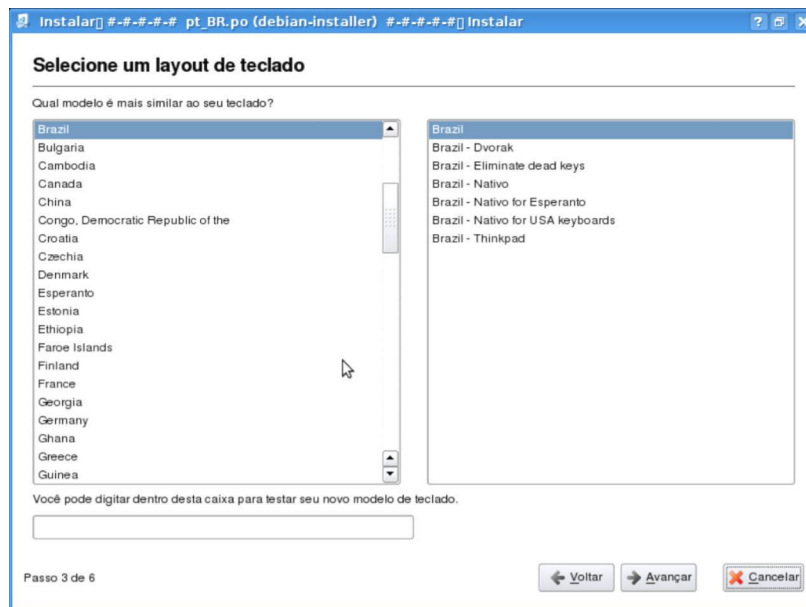 Instalar▯ #-#-#-#-# pt_BR.po (debian-installer) #-#-#-#-#▯ Instalar
Selecione um layout de teclado
Qual modelo é mais similar ao seu teclado?
Brazil
Bulgaria
Cambodia
Canada
China
Congo, Democratic Republic of the
Croatia
Czechia
Denmark
Esperanto
Estonia
Ethiopia
Faroe Islands
Finland
France
Georgia
Germany
Ghana
Greece
Guinea
Brazil
Brazil - Dvorak
Brazil - Eliminate dead keys
Brazil - Nativo
Brazil - Nativo for Esperanto
Brazil - Nativo for USA keyboards
Brazil - Thinkpad
Você pode digitar dentro desta caixa para testar seu novo modelo de teclado.
Passo 3 de 6
Voltar
Avançar
Cancelar